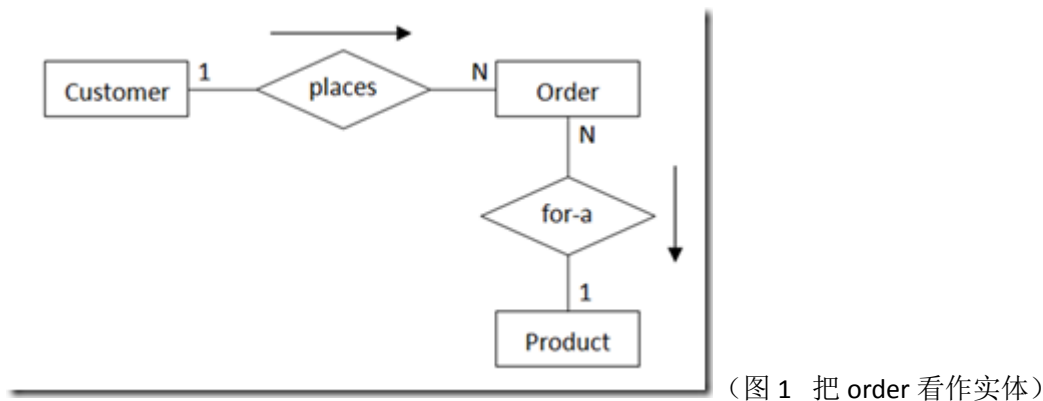 Customer 1 places N Order
N
for-a
1
Product
（图 1 把 order 看作实体）